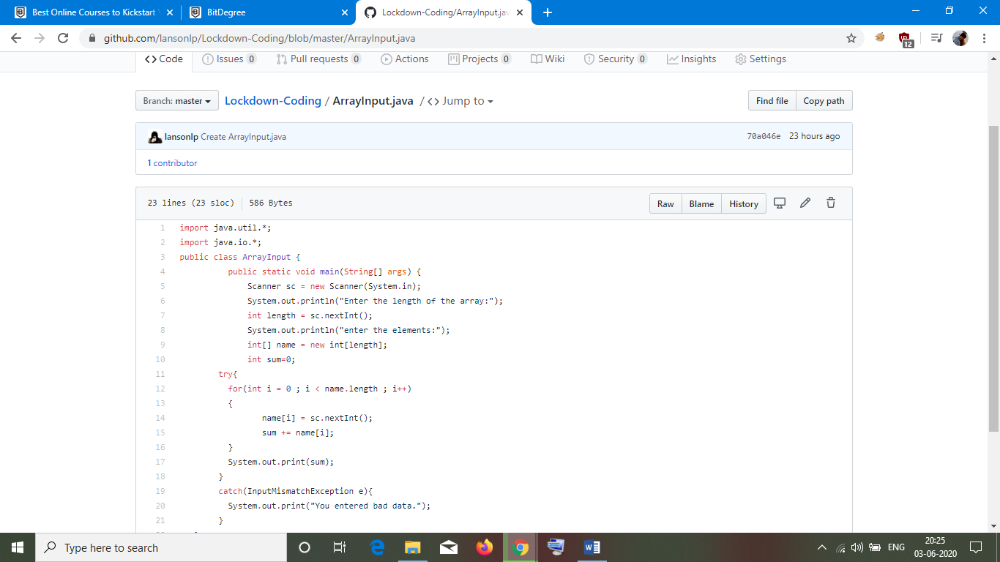 Best Online Courses to Kickstart
BitDegree
Lockdown-Coding/ArrayInput.jav
github.com/lansonlp/Lockdown-Coding/blob/master/ArrayInput.java
12
Code Issues 0 Pull requests 0 Actions Projects 0 Wiki Security 0 Insights Settings
Branch: master Lockdown-Coding / ArrayInput.java / <> Jump to Find file Copy path
lansonlp Create ArrayInput.java 70a046e 23 hours ago
1 contributor
23 lines (23 sloc) 586 Bytes Raw Blame History
1 import java.util.*;
2 import java.io.*;
3 public class ArrayInput {
4 public static void main(String[] args) {
5 Scanner sc = new Scanner(System.in);
6 System.out.println("Enter the length of the array:");
7 int length = sc.nextInt();
8 System.out.println("enter the elements:");
9 int[] name = new int[length];
10 int sum=0;
11 try{
12 for(int i = 0 ; i < name.length ; i++)
13 {
14 name[i] = sc.nextInt();
15 sum += name[i];
16 }
17 System.out.print(sum);
18 }
19 catch(InputMismatchException e){
20 System.out.print("You entered bad data.");
21 }
Type here to search
ENG
20:25
03-06-2020